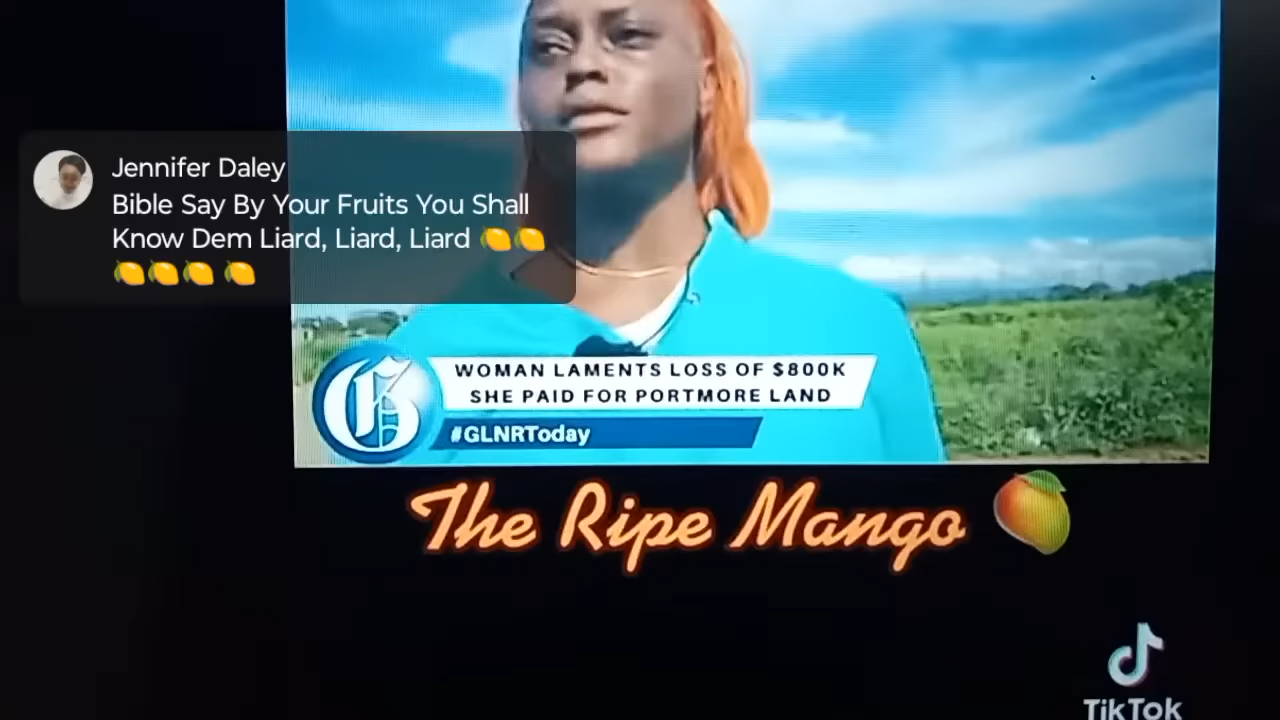 Jennifer Daley
Bible Say By Your Fruits You Shall
Know Dem Liard, Liard, Liard 🍋🍋
🍋🍋🍋 🍋
G
WOMAN LAMENTS LOSS OF $800K
SHE PAID FOR PORTMORE LAND
#GLNRToday
The Ripe Mango 🥭
TikTok